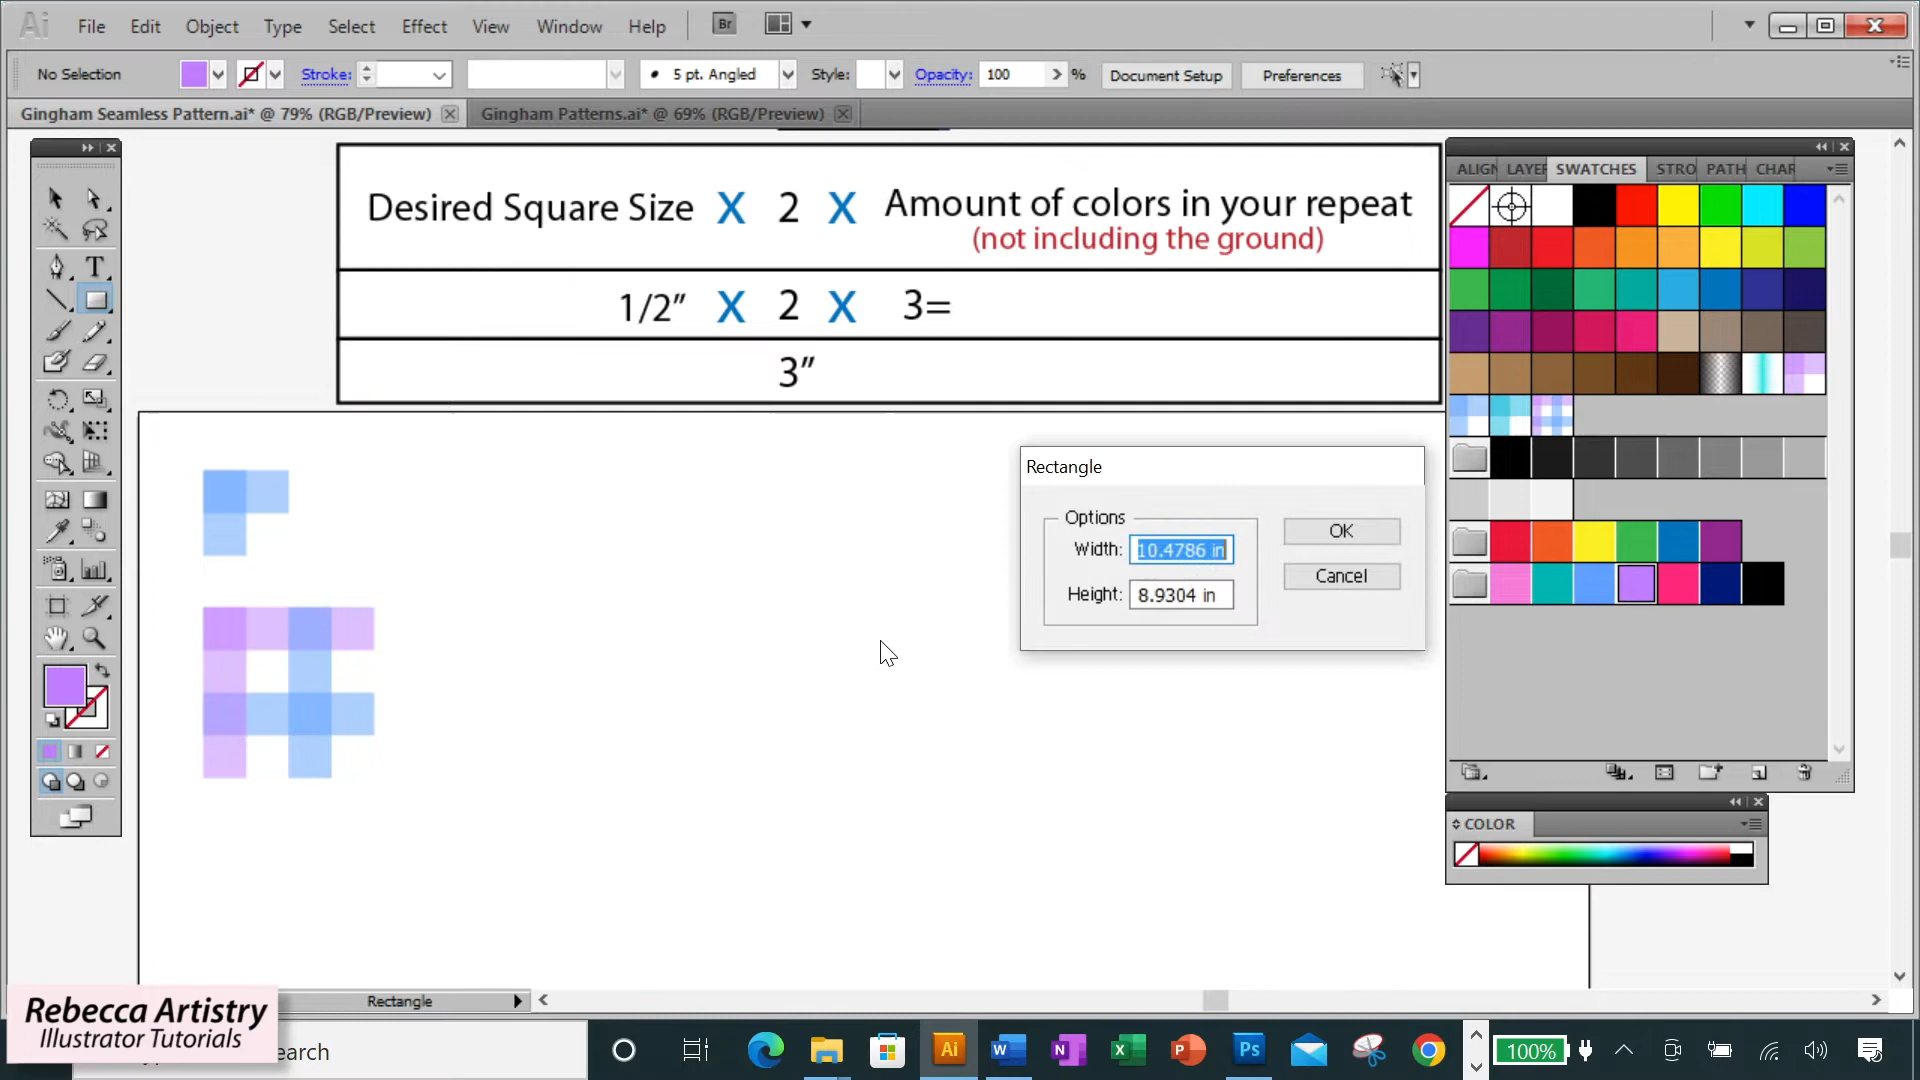 Ai File Edit Object Type Select Effect View Window Help Br
No Selection Stroke: 5 pt. Angled Style: Opacity: 100 % Document Setup Preferences
Gingham Seamless Pattern.ai* @ 79% (RGB/Preview) Gingham Patterns.ai* @ 69% (RGB/Preview)
Desired Square Size X 2 X Amount of colors in your repeat
(not including the ground)
1/2” X 2 X 3=
3”
ALIGN LAYER SWATCHES STRO PATH CHAR
T
Rectangle
Options
Width: 10.4786 in
Height: 8.9304 in
OK
Cancel
COLOR
Rectangle
Rebecca Artistry
Illustrator Tutorials
earch
Ai W N X P Ps
100%